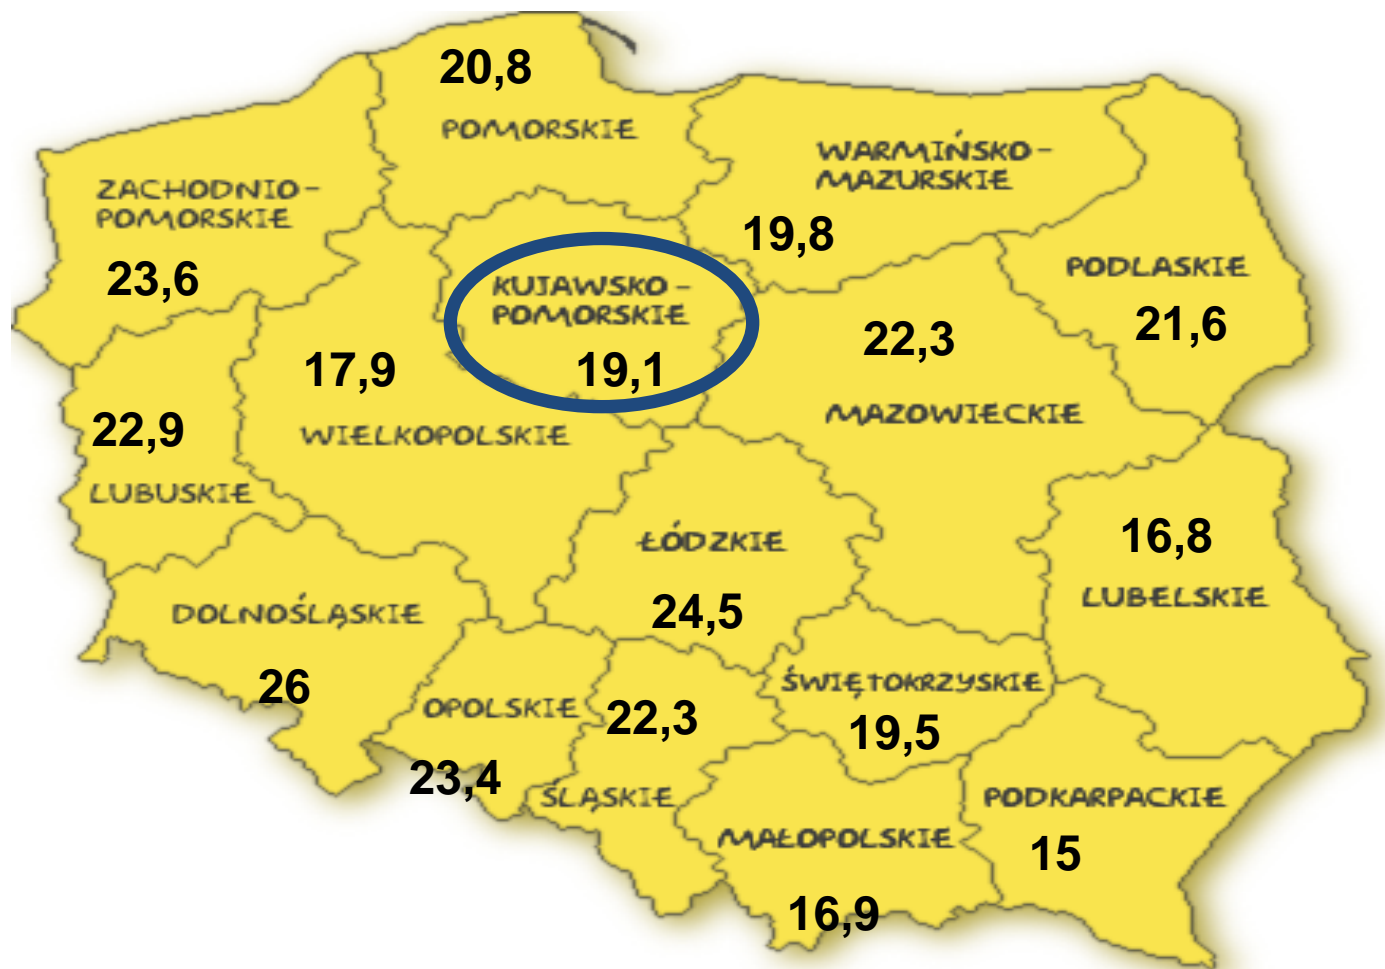 20,8
POMORSKIE
WARMIŃSKO-
MAZURSKIE
19,8
ZACHODNIO-
POMORSKIE
23,6
KUJAWSKO-
POMORSKIE
19,1
PODLASKIE
21,6
22,3
MAZOWIECKIE
17,9
WIELKOPOLSKIE
22,9
LUBUSKIE
16,8
LUBELSKIE
ŁÓDZKIE
24,5
DOLNOŚLĄSKIE
26
OPOLSKIE
23,4
22,3
ŚLĄSKIE
ŚWIĘTOKRZYSKIE
19,5
PODKARPACKIE
15
MAŁOPOLSKIE
16,9